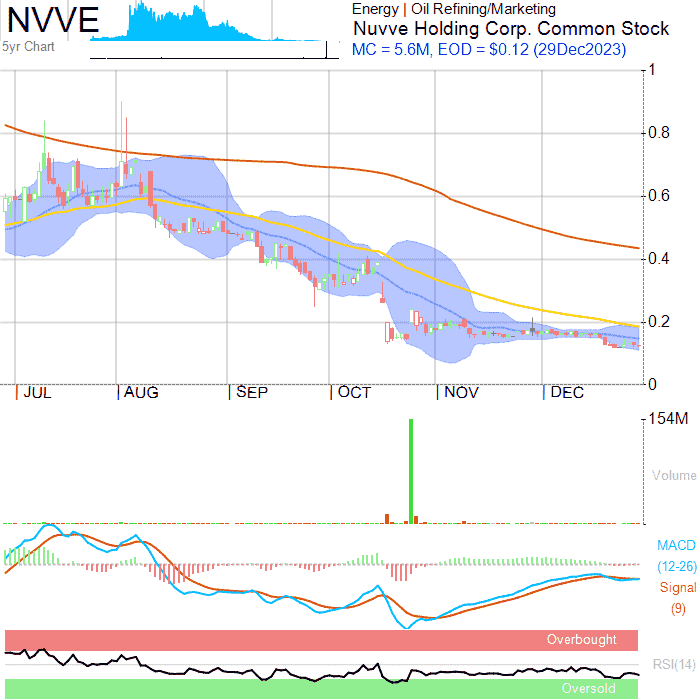 NVVE
5yr Chart
Energy | Oil Refining/Marketing
Nuvve Holding Corp. Common Stock
MC = 5.6M, EOD = $0.12 (29Dec2023)
1
0.8
0.6
0.4
0.2
0
JUL AUG SEP OCT NOV DEC
154M
Volume
MACD
(12-26)
Signal
(9)
Overbought
RSI(14)
Oversold